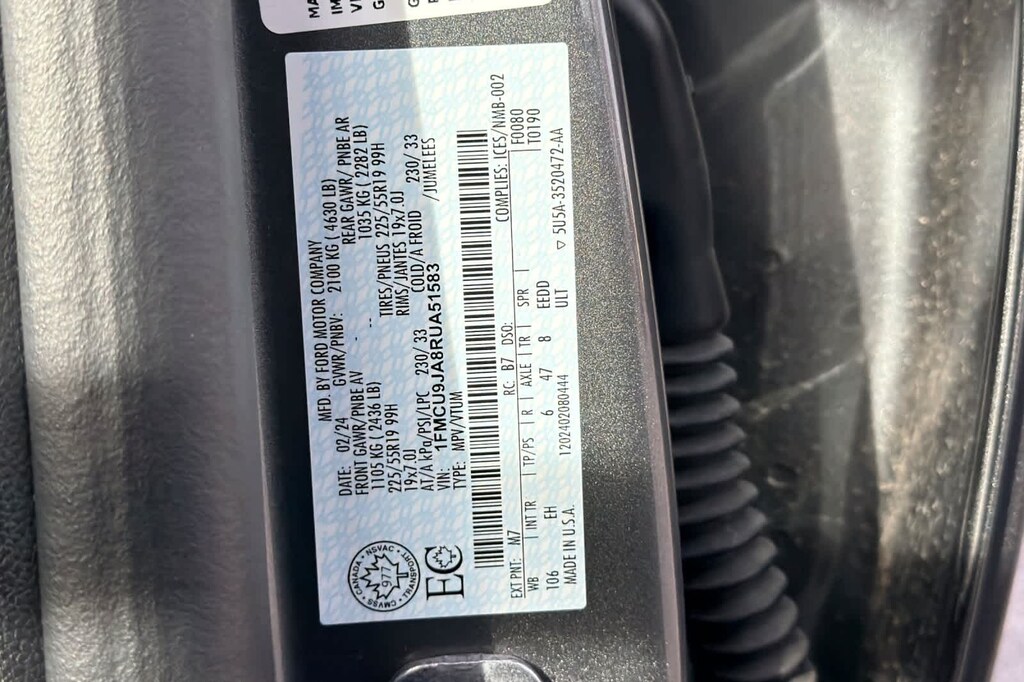 MFD. BY FORD MOTOR COMPANY
DATE: 02/24 GVWR/PNBV: 2100 KG ( 4630 LB)
FRONT GAWR/PNBE AV REAR GAWR/ PNBE AR
1105 KG ( 2436 LB) -- 1035 KG ( 2282 LB)
225/55R19 99H TIRES/PNEUS 225/55R19 99H
19x7.0J RIMS/JANTES 19x7.0J
AT/A kPa/PSI/LPC 230/ 33 COLD/A FROID 230/ 33
VIN: 1FMCU9JA8RUA51583 /JUMELEES
TYPE: MPV/VTUM
CANADA • NSVAC • TRANSPORT • CMVSS •
977
EC
COMPLIES: ICES/NMB-002
EXT PNT: M7 RC: B7 DSO: F0080
WB | INT TR | TP/PS | R | AXLE | TR | SPR | T0190
106 EH 6 47 8 EEDD
MADE IN U.S.A. 1202402080444 ULT ▽ 5U5A-3520472-AA